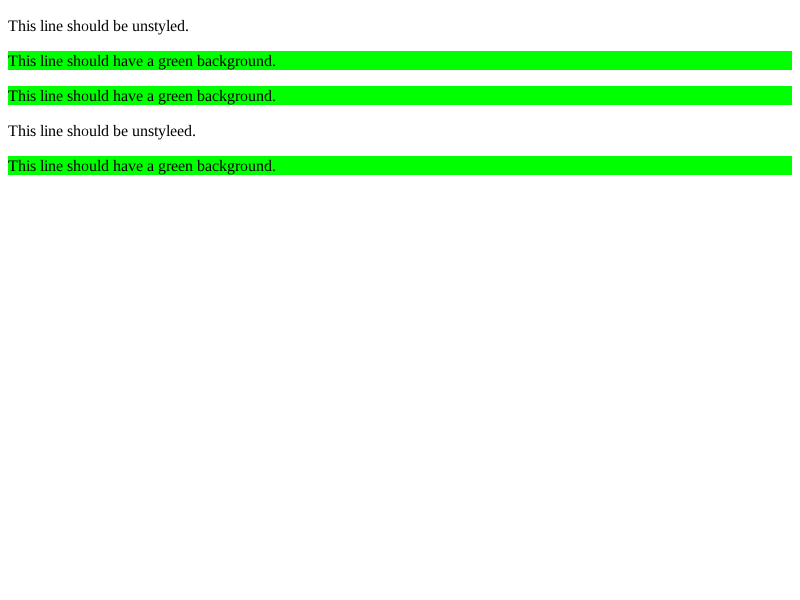 This line should be unstyled.
This line should have a green background.
This line should have a green background.
This line should be unstyleed.
This line should have a green background.